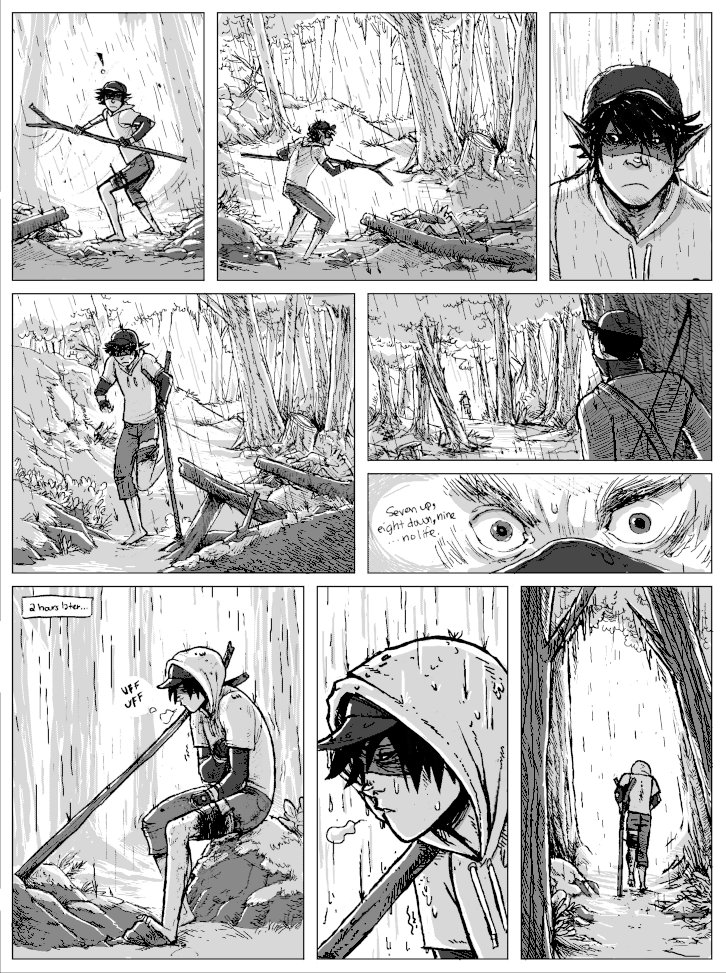 !
Seven up,
eight down, nine
... no life.
2 hours later...
UFF
UFF